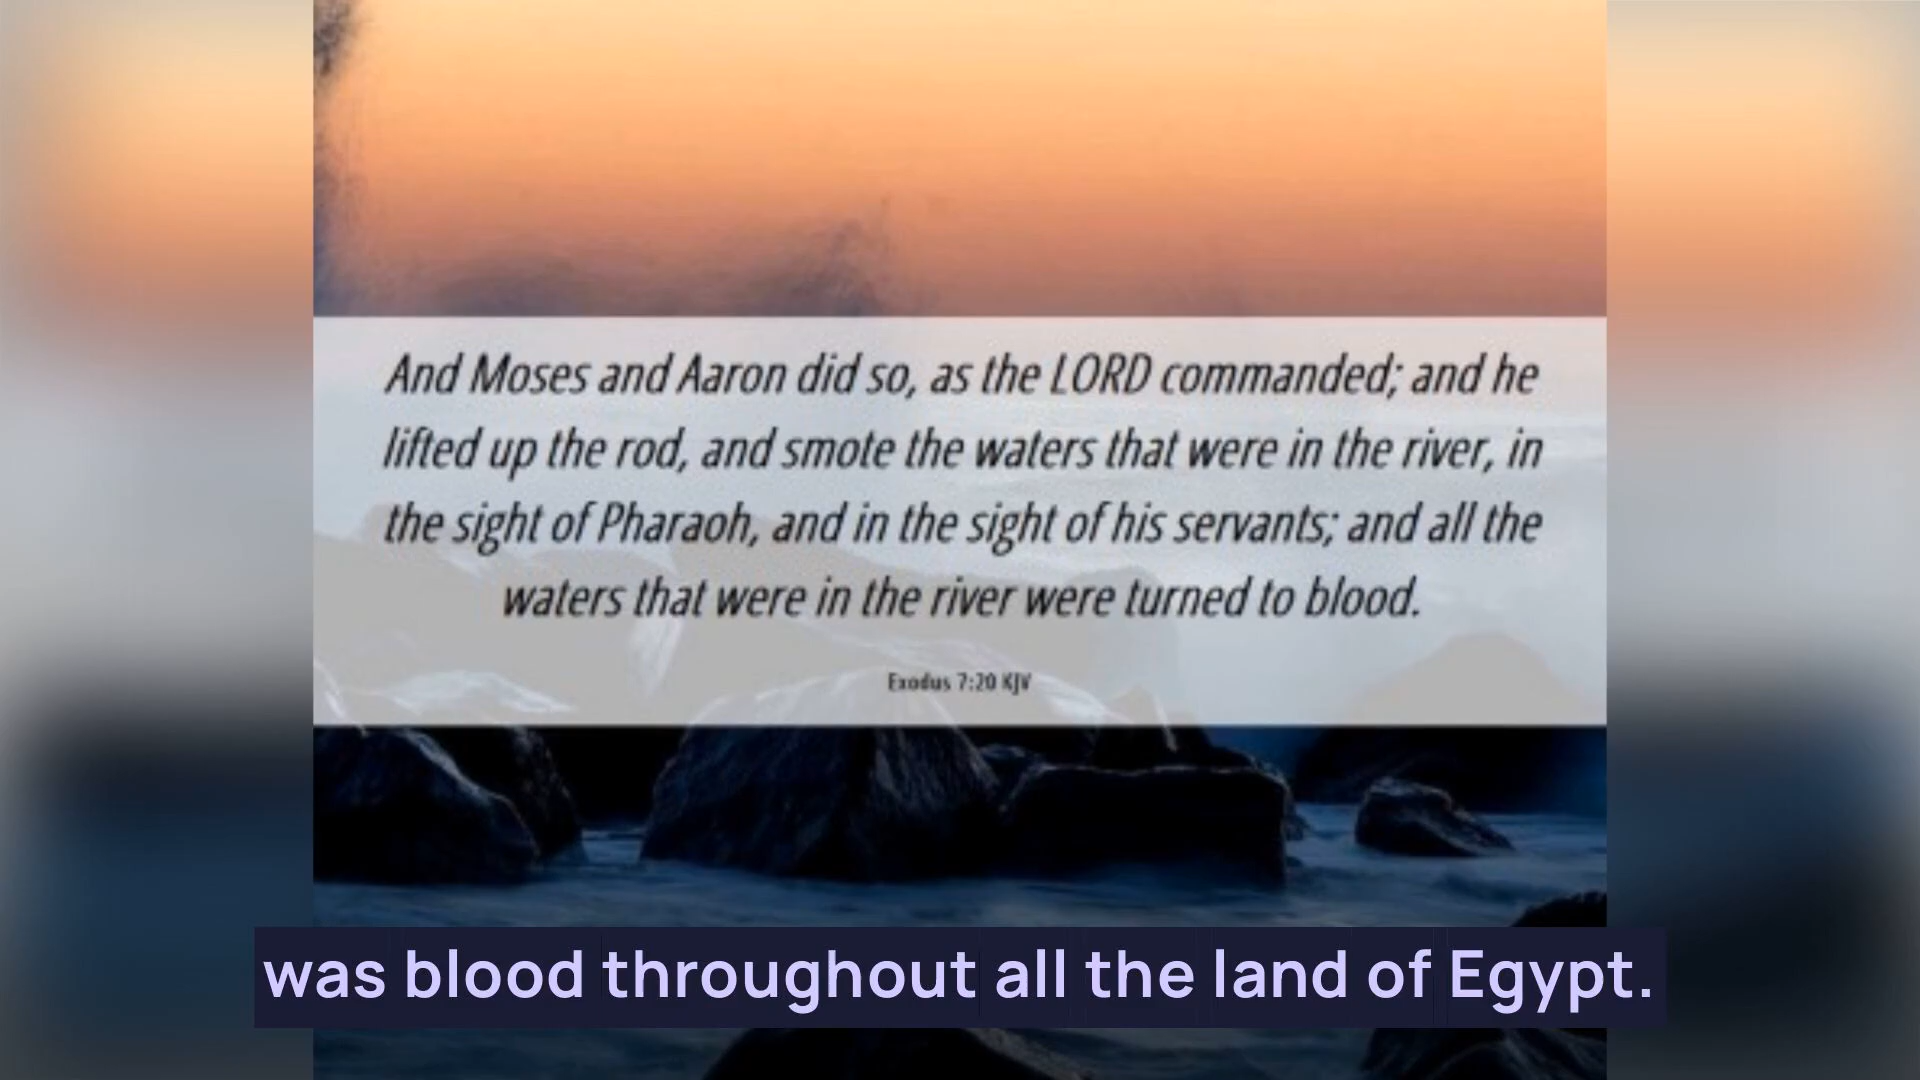 And Moses and Aaron did so, as the LORD commanded; and he
lifted up the rod, and smote the waters that were in the river, in
the sight of Pharaoh, and in the sight of his servants; and all the
waters that were in the river were turned to blood.
Exodus 7:20 KJV
was blood throughout all the land of Egypt.